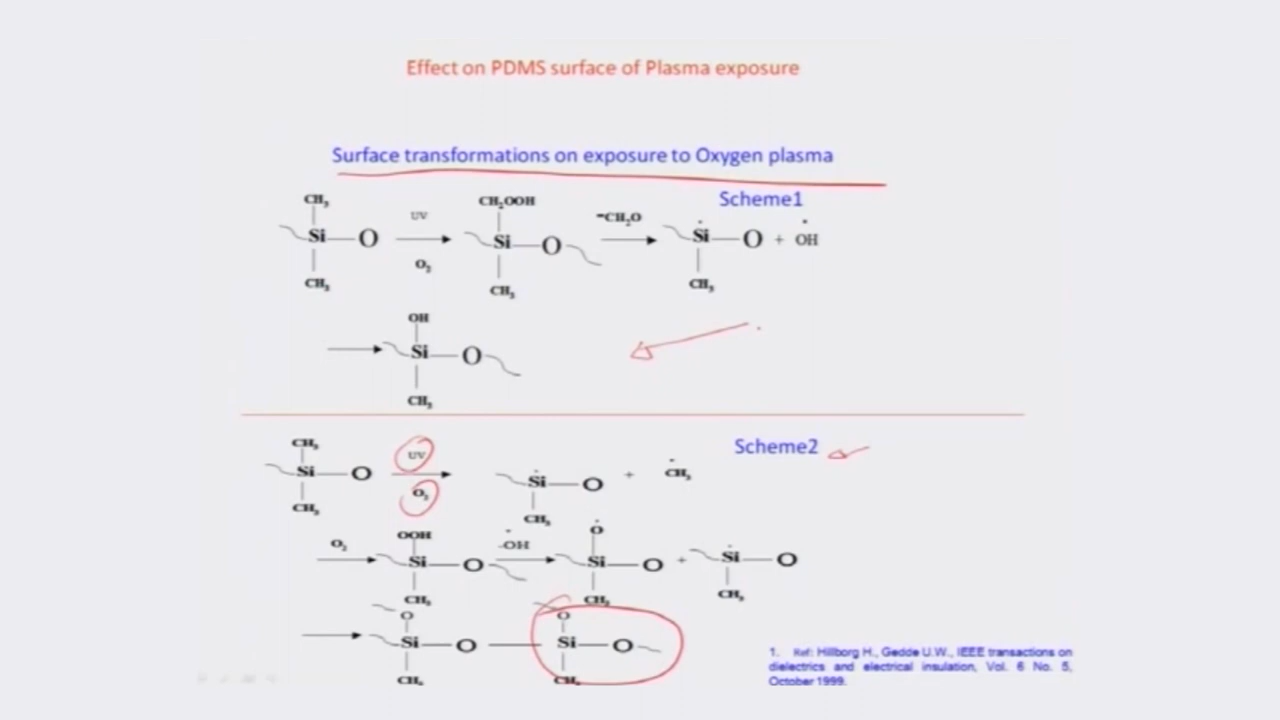 Effect on PDMS surface of Plasma exposure
Surface transformations on exposure to Oxygen plasma
Scheme1
CH₃ UV CH₂OOH -CH₂O
Si—O O₂ Si—O Si—O + OH
CH₃ CH₃ CH₃
OH
Si—O
CH₃
Scheme2
CH₃ UV
Si—O O₂ Si—O + CH₃
CH₃ CH₃
O₂ OOH -OH O
Si—O Si—O + Si—O
CH₃ CH₃ CH₃
O O
Si—O — Si—O
CH₃ CH₃
1. Ref: Hillborg H., Gedde U.W., IEEE transactions on
dielectrics and electrical insulation, Vol. 6 No. 5,
October 1999.